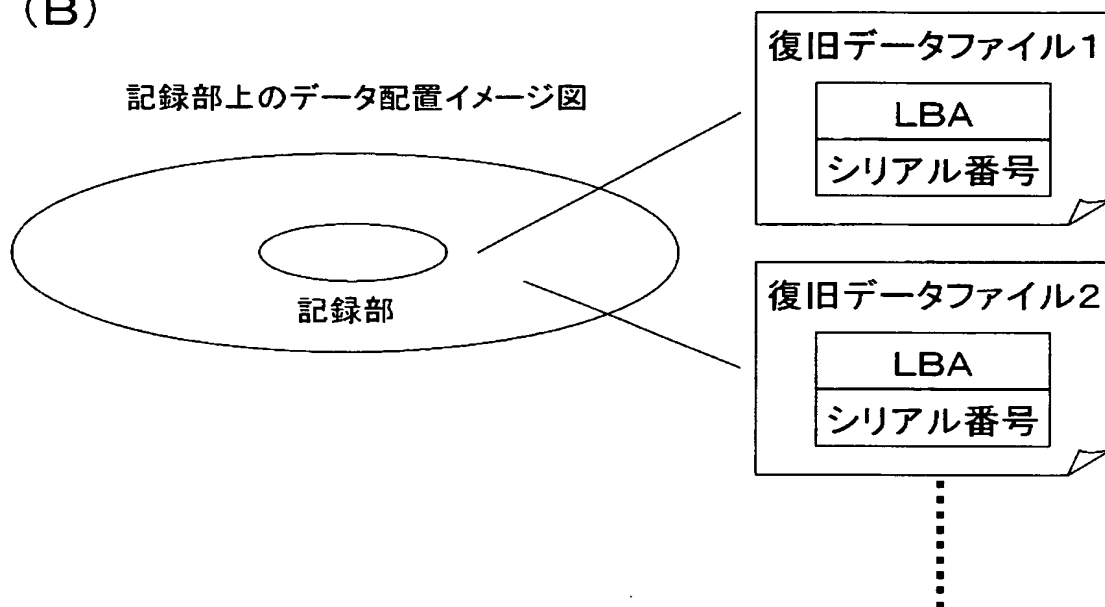 (B)
記録部上のデータ配置イメージ図
記録部
復旧データファイル1
LBA
シリアル番号
復旧データファイル2
LBA
シリアル番号